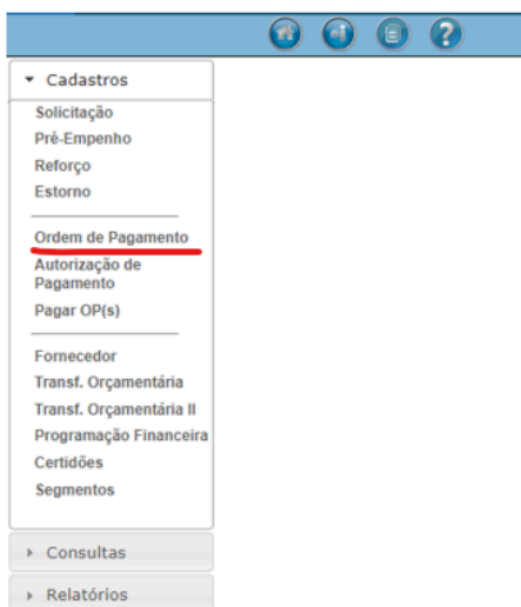 Cadastros
Solicitação
Pré-Empenho
Reforço
Estorno
Ordem de Pagamento
Autorização de
Pagamento
Pagar OP(s)
Fornecedor
Transf. Orçamentária
Transf. Orçamentária II
Programação Financeira
Certidões
Segmentos
Consultas
Relatórios